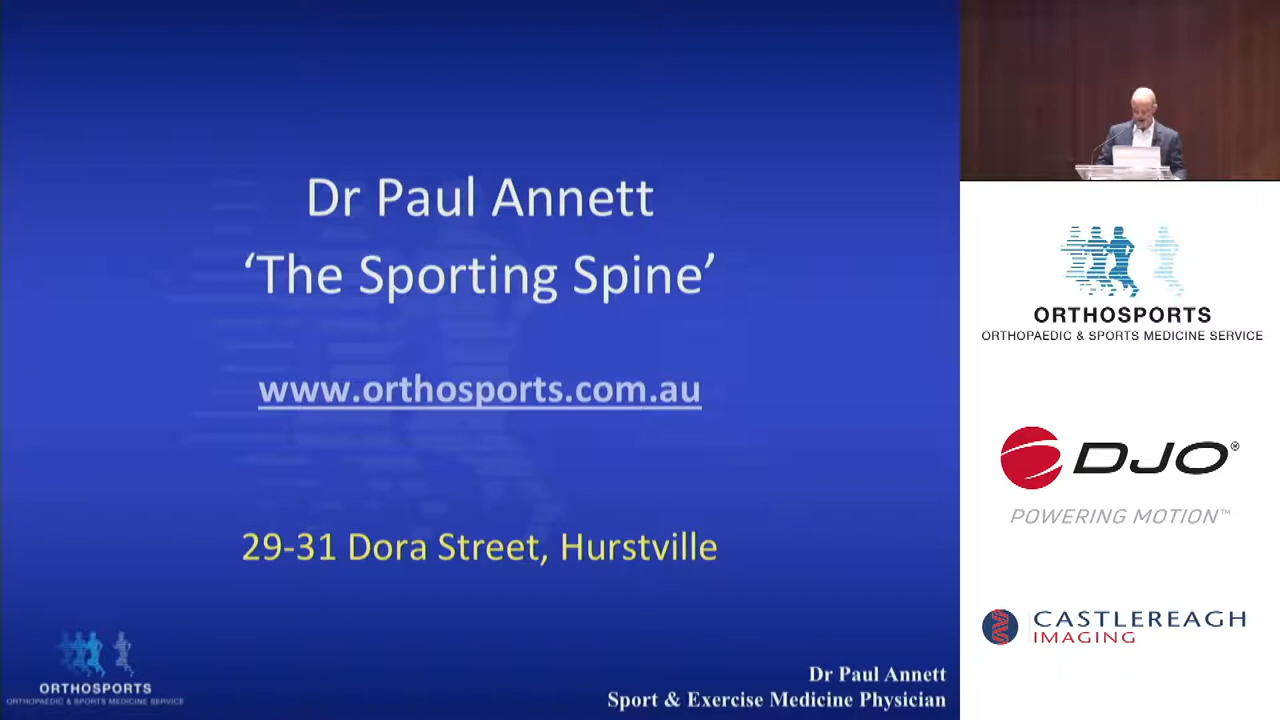 Dr Paul Annett
‘The Sporting Spine’
www.orthosports.com.au
29-31 Dora Street, Hurstville
ORTHOSPORTS
ORTHOPAEDIC & SPORTS MEDICINE SERVICE
Dr Paul Annett
Sport & Exercise Medicine Physician
ORTHOSPORTS
ORTHOPAEDIC & SPORTS MEDICINE SERVICE
DJO®
POWERING MOTION™
CASTLEREAGH
IMAGING